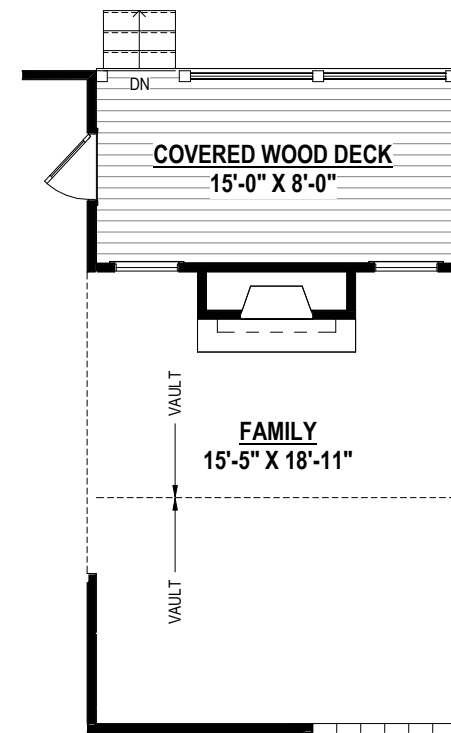 DN
COVERED WOOD DECK
15'-0" X 8'-0"
VAULT
FAMILY
15'-5" X 18'-11"
VAULT